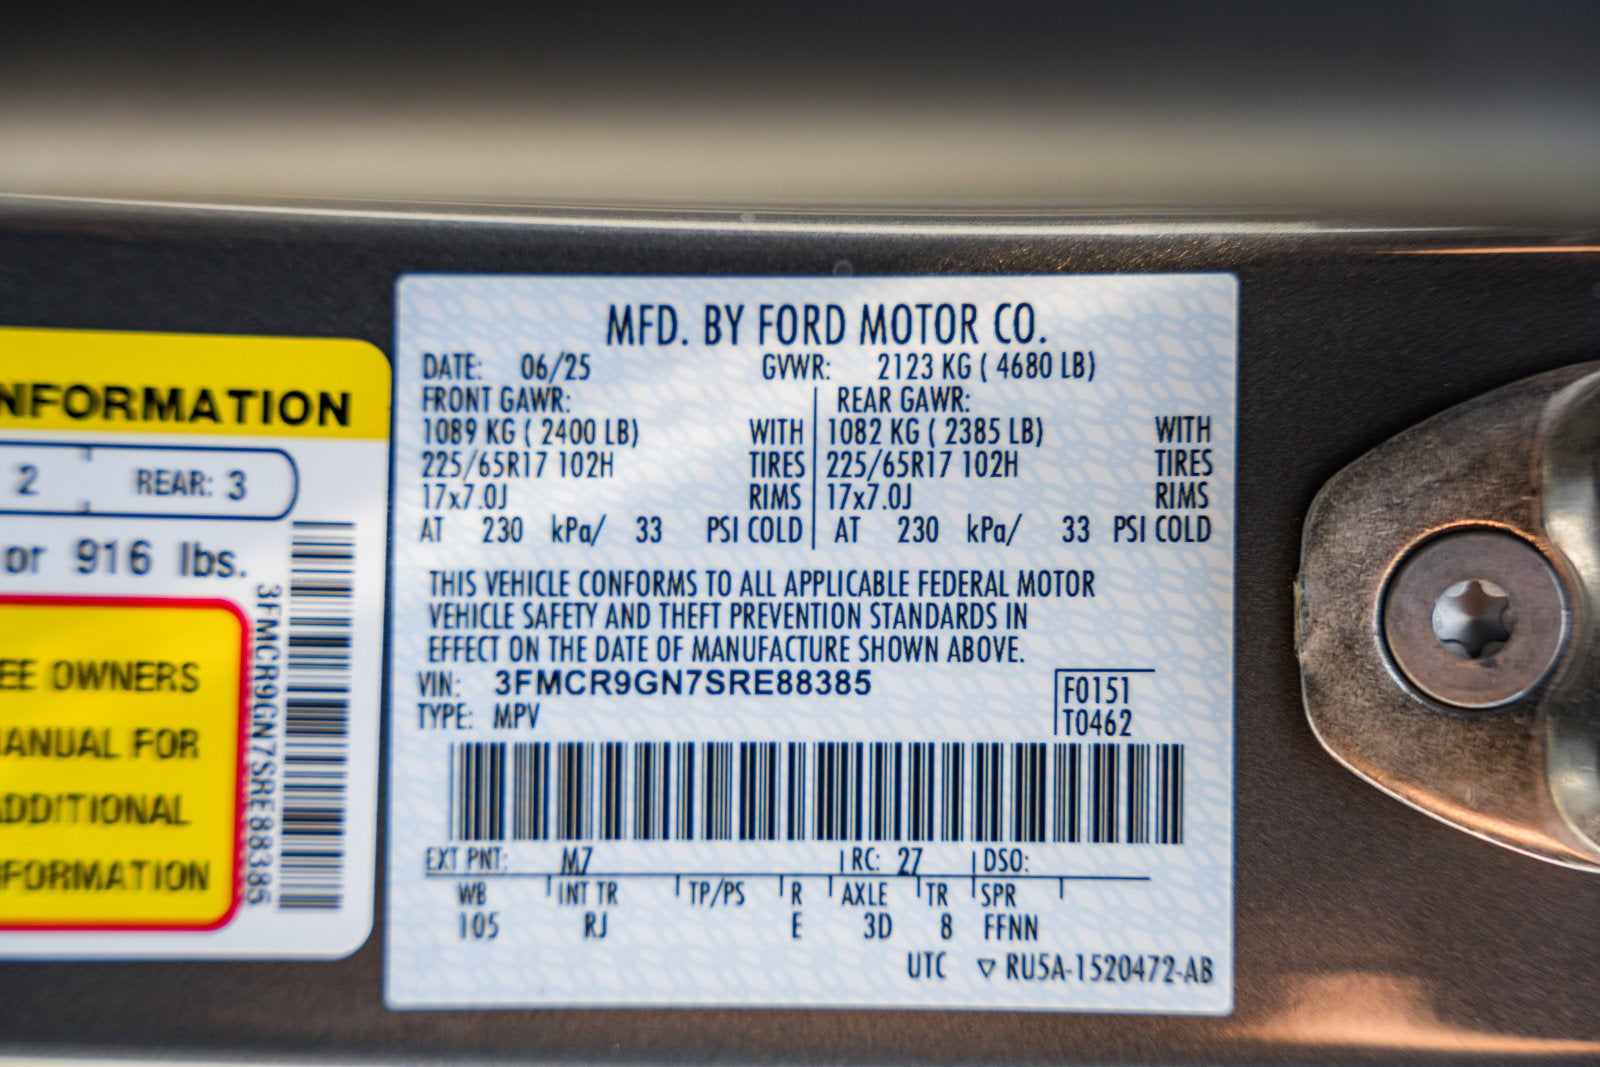 NFORMATION
2 REAR: 3
or 916 lbs.
EE OWNERS
ANUAL FOR
ADDITIONAL
NFORMATION
3FMCR9GN7SRE88385
MFD. BY FORD MOTOR CO.
DATE: 06/25 GVWR: 2123 KG ( 4680 LB)
FRONT GAWR: REAR GAWR:
1089 KG ( 2400 LB) WITH 1082 KG ( 2385 LB) WITH
225/65R17 102H TIRES 225/65R17 102H TIRES
17x7.0J RIMS 17x7.0J RIMS
AT 230 kPa/ 33 PSI COLD AT 230 kPa/ 33 PSI COLD
THIS VEHICLE CONFORMS TO ALL APPLICABLE FEDERAL MOTOR
VEHICLE SAFETY AND THEFT PREVENTION STANDARDS IN
EFFECT ON THE DATE OF MANUFACTURE SHOWN ABOVE.
VIN: 3FMCR9GN7SRE88385 F0151
TYPE: MPV T0462
EXT PNT: M7 RC: 27 DSO:
WB INT TR TP/PS R AXLE TR SPR
105 RJ E 3D 8 FFNN
UTC ▽ RU5A-1520472-AB